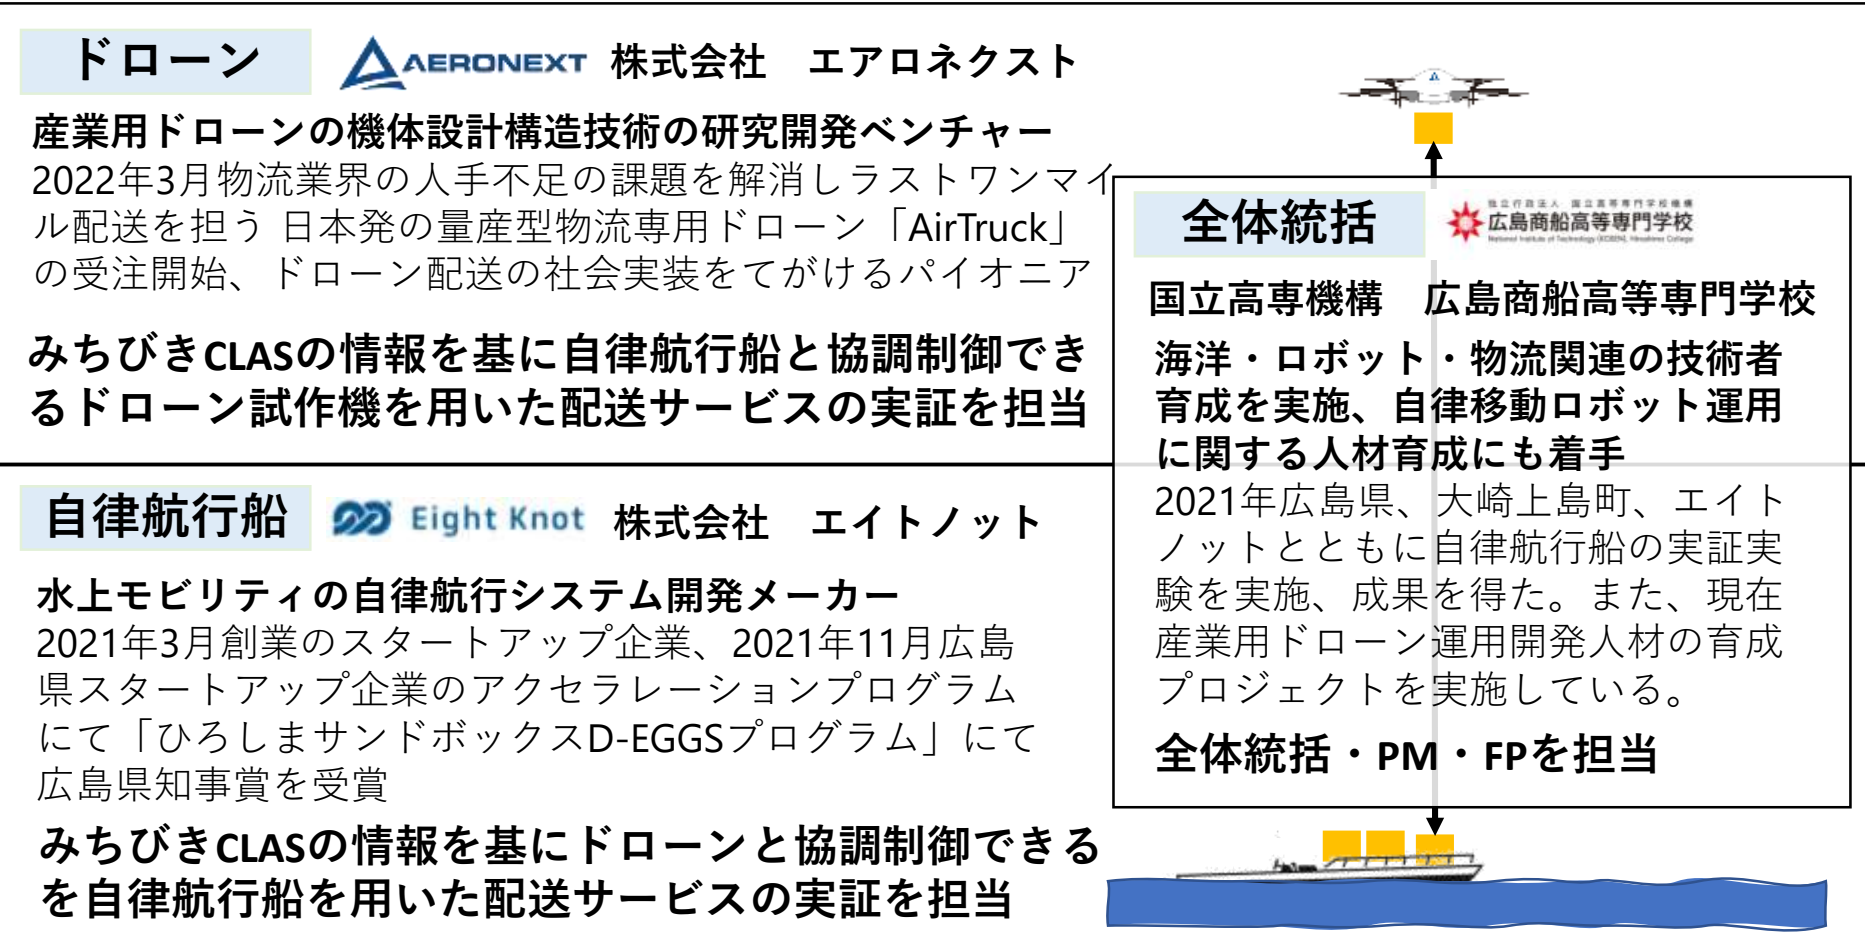 ドローン
AERONEXT 株式会社　エアロネクスト
産業用ドローンの機体設計構造技術の研究開発ベンチャー
2022年3月物流業界の人手不足の課題を解消しラストワンマイ
ル配送を担う 日本発の量産型物流専用ドローン「AirTruck」
の受注開始、ドローン配送の社会実装をてがけるパイオニア
みちびきCLASの情報を基に自律航行船と協調制御でき
るドローン試作機を用いた配送サービスの実証を担当
自律航行船
Eight Knot 株式会社　エイトノット
水上モビリティの自律航行システム開発メーカー
2021年3月創業のスタートアップ企業、2021年11月広島
県スタートアップ企業のアクセラレーションプログラム
にて「ひろしまサンドボックスD-EGGSプログラム」にて
広島県知事賞を受賞
みちびきCLASの情報を基にドローンと協調制御できる
を自律航行船を用いた配送サービスの実証を担当
全体統括
独立行政法人 国立高等専門学校機構
広島商船高等専門学校
National Institute of Technology (KOSEN), Hiroshima College
国立高専機構　広島商船高等専門学校
海洋・ロボット・物流関連の技術者
育成を実施、自律移動ロボット運用
に関する人材育成にも着手
2021年広島県、大崎上島町、エイト
ノットとともに自律航行船の実証実
験を実施、成果を得た。また、現在
産業用ドローン運用開発人材の育成
プロジェクトを実施している。
全体統括・PM・FPを担当